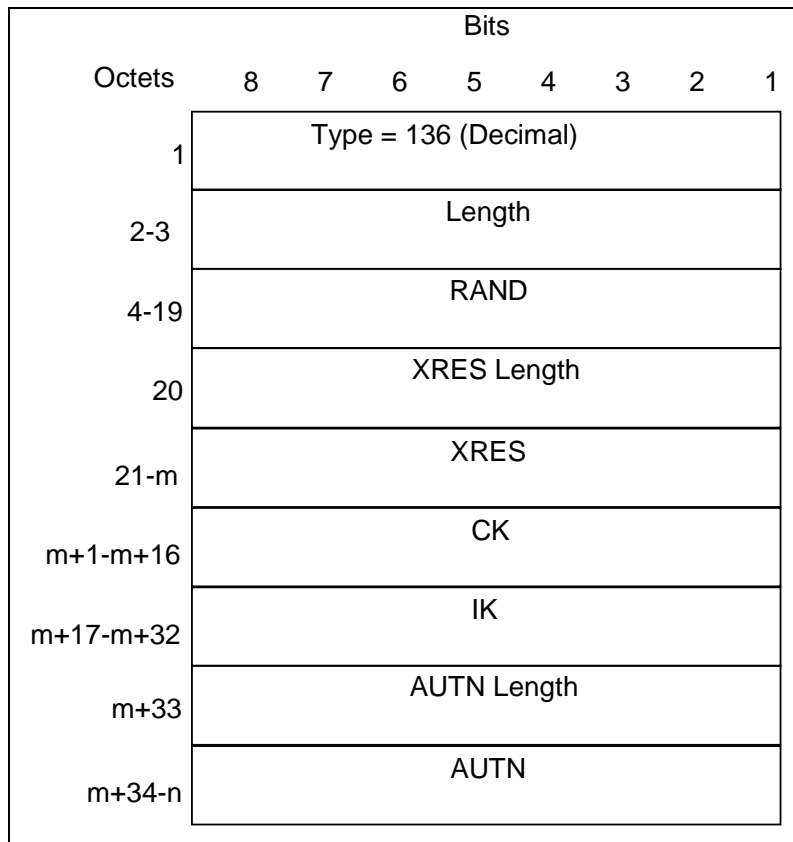 Bits
Octets 8 7 6 5 4 3 2 1
1 Type = 136 (Decimal)
2-3 Length
4-19 RAND
20 XRES Length
21-m XRES
m+1-m+16 CK
m+17-m+32 IK
m+33 AUTN Length
m+34-n AUTN